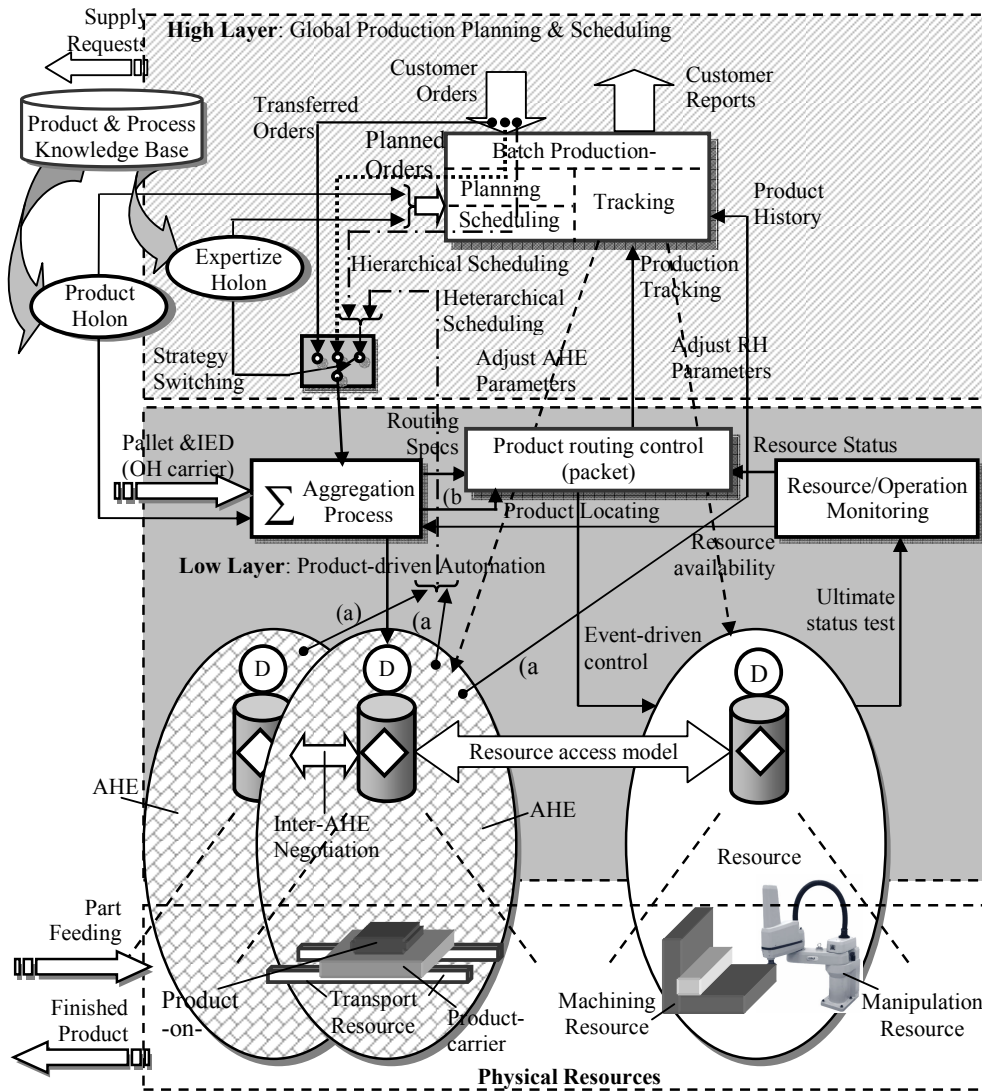 Supply
Requests
High Layer: Global Production Planning & Scheduling
Customer
Orders
Customer
Reports
Product & Process
Knowledge Base
Transferred
Orders
Planned
Orders
Batch Production-
Planning
Scheduling
Tracking
Product
History
Expertize
Holon
Product
Holon
Hierarchical Scheduling
Production
Tracking
Heterarchical
Scheduling
Strategy
Switching
Adjust AHE
Parameters
Adjust RH
Parameters
Pallet &IED
(OH carrier)
Routing
Specs
Product routing control
(packet)
Resource Status
∑ Aggregation
Process
(b
Product Locating
Resource/Operation
Monitoring
Low Layer: Product-driven Automation
Resource
availability
(a)
(a
(a
Event-driven
control
Ultimate
status test
D
D
D
Resource access model
AHE
AHE
Inter-AHE
Negotiation
Resource
Part
Feeding
Finished
Product
Product
-on-
Transport
Resource
Product-
carrier
Machining
Resource
Manipulation
Resource
Physical Resources